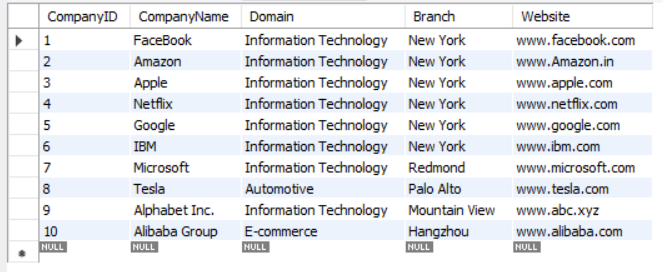 CompanyID CompanyName Domain Branch Website
1 FaceBook Information Technology New York www.facebook.com
2 Amazon Information Technology New York www.Amazon.in
3 Apple Information Technology New York www.apple.com
4 Netflix Information Technology New York www.netflix.com
5 Google Information Technology New York www.google.com
6 IBM Information Technology New York www.ibm.com
7 Microsoft Information Technology Redmond www.microsoft.com
8 Tesla Automotive Palo Alto www.tesla.com
9 Alphabet Inc. Information Technology Mountain View www.abc.xyz
10 Alibaba Group E-commerce Hangzhou www.alibaba.com
NULL NULL NULL NULL NULL